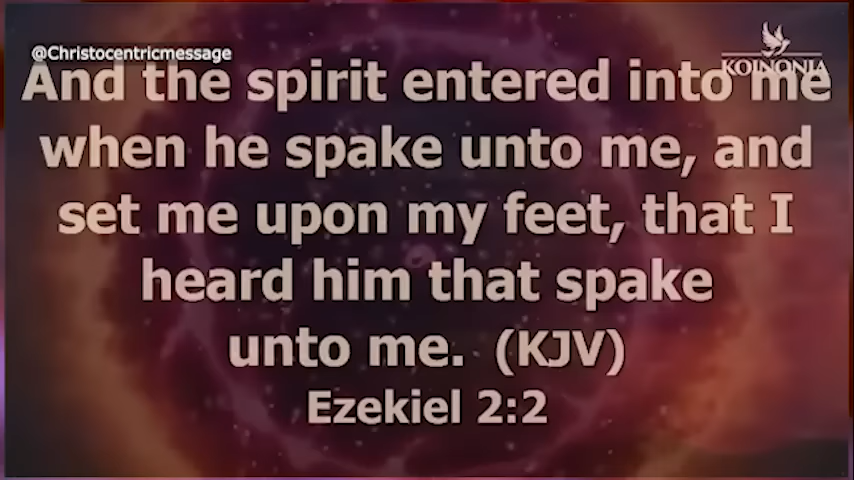 @Christocentricmessage
KOINONIA
And the spirit entered into me
when he spake unto me, and
set me upon my feet, that I
heard him that spake
unto me. (KJV)
Ezekiel 2:2